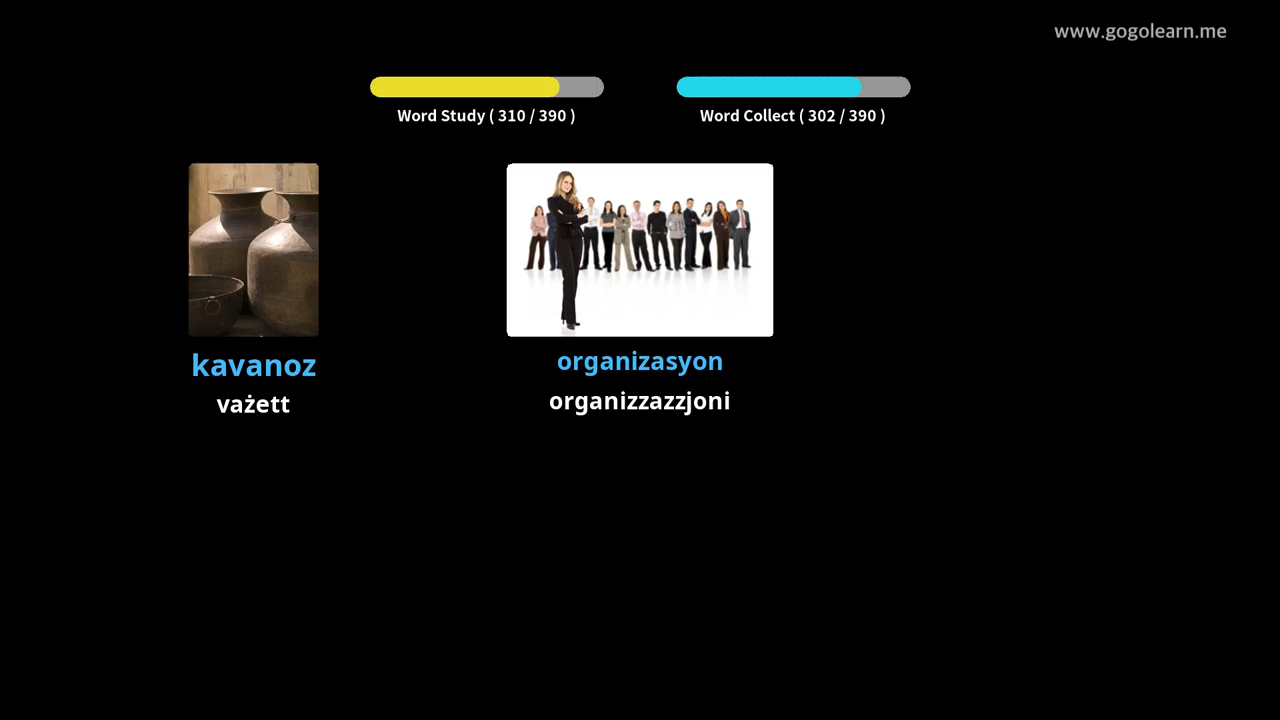 www.gogolearn.me
Word Study ( 310 / 390 )
Word Collect ( 302 / 390 )
kavanoz
vażett
organizasyon
organizzazzjoni